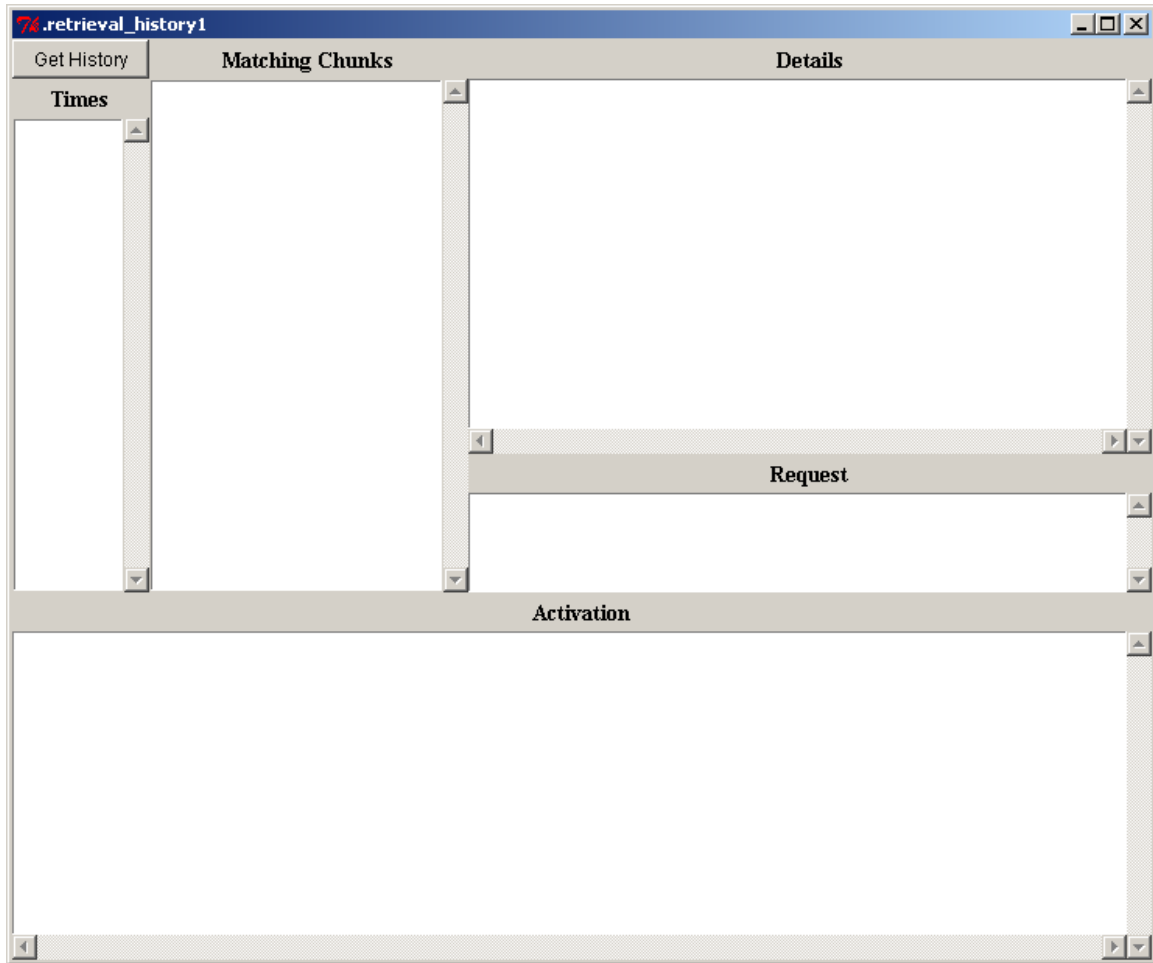 .retrieval_history1
Get History
Matching Chunks
Details
Times
Request
Activation